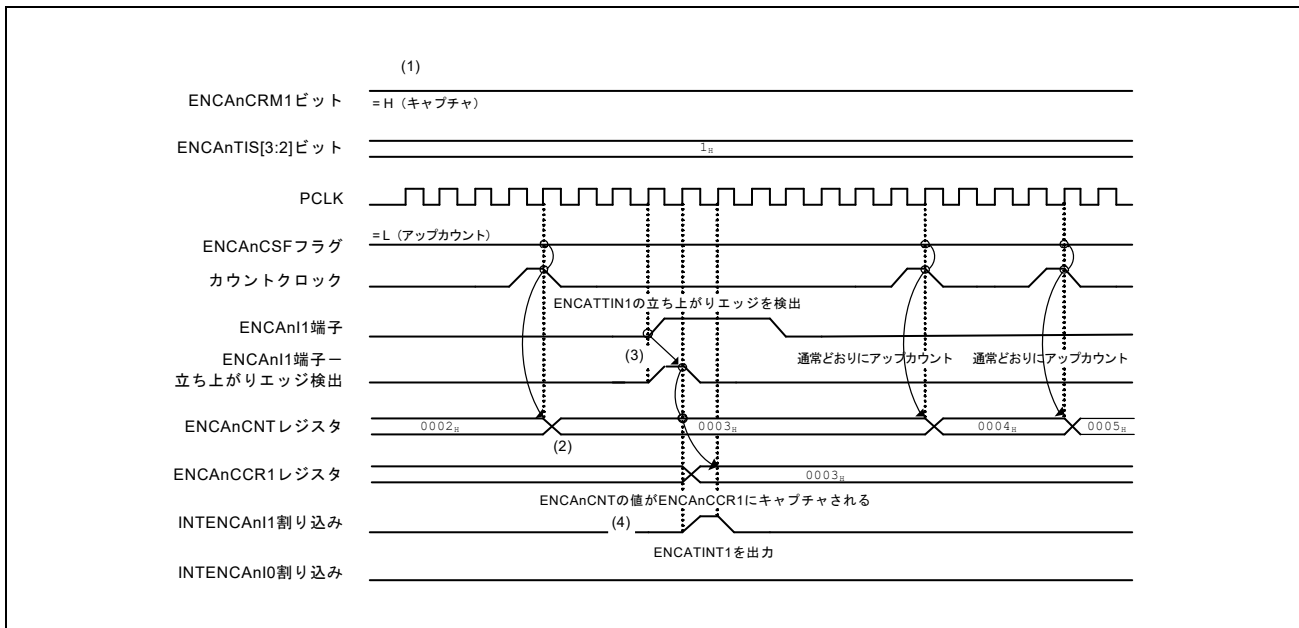 (1)
ENCAnCRM1ビット
=H（キャプチャ）
ENCAnTIS[3:2]ビット
1H
PCLK
ENCAnCSFフラグ
=L（アップカウント）
カウントクロック
ENCATTIN1の立ち上がりエッジを検出
ENCAnI1端子
(3)
通常どおりにアップカウント
通常どおりにアップカウント
ENCAnI1端子－
立ち上がりエッジ検出
ENCAnCNTレジスタ
0002H
0003H
0004H
0005H
(2)
ENCAnCCR1レジスタ
0003H
ENCAnCNTの値がENCAnCCR1にキャプチャされる
INTENCAnI1割り込み
(4)
ENCATINT1を出力
INTENCAnI0割り込み